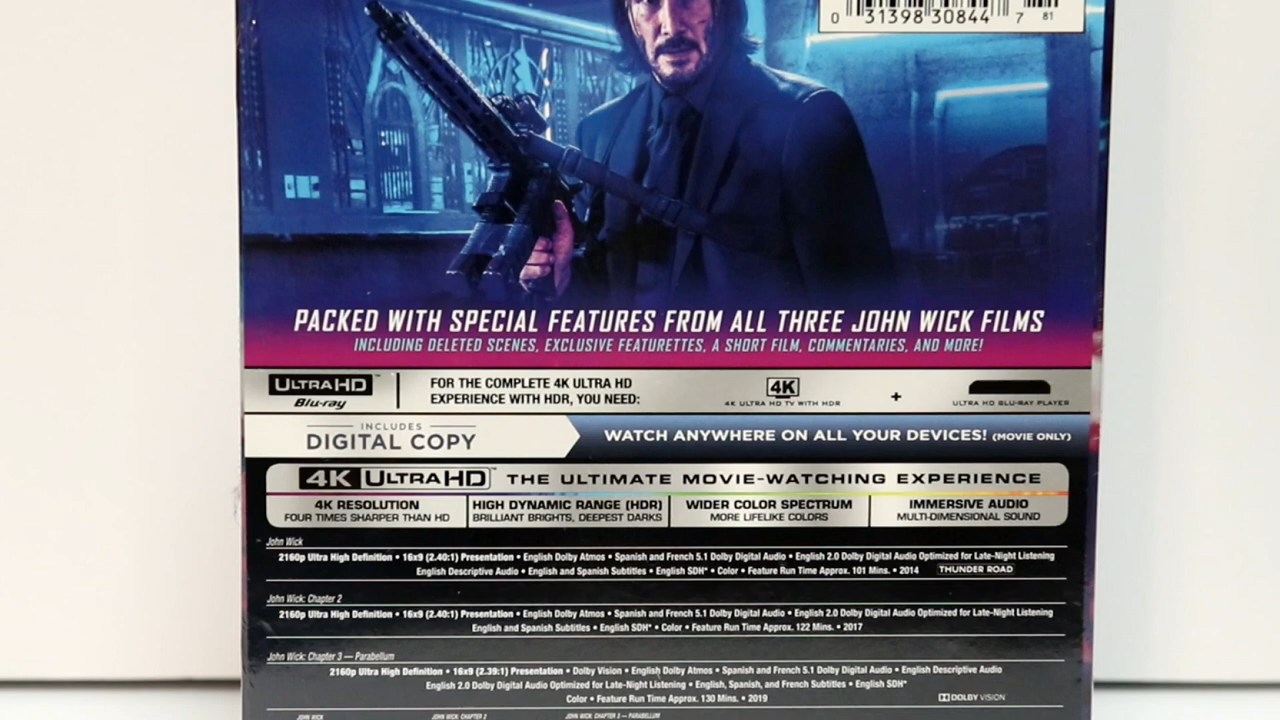 0 31398 30844 7 81
PACKED WITH SPECIAL FEATURES FROM ALL THREE JOHN WICK FILMS
INCLUDING DELETED SCENES, EXCLUSIVE FEATURETTES, A SHORT FILM, COMMENTARIES, AND MORE!
ULTRA HD™
Blu-ray
FOR THE COMPLETE 4K ULTRA HD
EXPERIENCE WITH HDR, YOU NEED:
4K
4K ULTRA HD TV WITH HDR
+
ULTRA HD BLU-RAY PLAYER
INCLUDES
DIGITAL COPY
WATCH ANYWHERE ON ALL YOUR DEVICES! (MOVIE ONLY)
4K ULTRA HD™ THE ULTIMATE MOVIE-WATCHING EXPERIENCE
4K RESOLUTION
FOUR TIMES SHARPER THAN HD
HIGH DYNAMIC RANGE (HDR)
BRILLIANT BRIGHTS, DEEPEST DARKS
WIDER COLOR SPECTRUM
MORE LIFELIKE COLORS
IMMERSIVE AUDIO
MULTI-DIMENSIONAL SOUND
John Wick
2160p Ultra High Definition • 16x9 (2.40:1) Presentation • English Dolby Atmos • Spanish and French 5.1 Dolby Digital Audio • English 2.0 Dolby Digital Audio Optimized for Late-Night Listening
English Descriptive Audio • English and Spanish Subtitles • English SDH* • Color • Feature Run Time Approx. 101 Mins. • 2014 THUNDER ROAD
John Wick: Chapter 2
2160p Ultra High Definition • 16x9 (2.40:1) Presentation • English Dolby Atmos • Spanish and French 5.1 Dolby Digital Audio • English 2.0 Dolby Digital Audio Optimized for Late-Night Listening
English and Spanish Subtitles • English SDH* • Color • Feature Run Time Approx. 122 Mins. • 2017
John Wick: Chapter 3 — Parabellum
2160p Ultra High Definition • 16x9 (2.39:1) Presentation • Dolby Vision • English Dolby Atmos • Spanish and French 5.1 Dolby Digital Audio • English Descriptive Audio
English 2.0 Dolby Digital Audio Optimized for Late-Night Listening • English, Spanish, and French Subtitles • English SDH*
Color • Feature Run Time Approx. 130 Mins. • 2019
DOLBY VISION
JOHN WICK JOHN WICK: CHAPTER 2 JOHN WICK: CHAPTER 3 — PARABELLUM